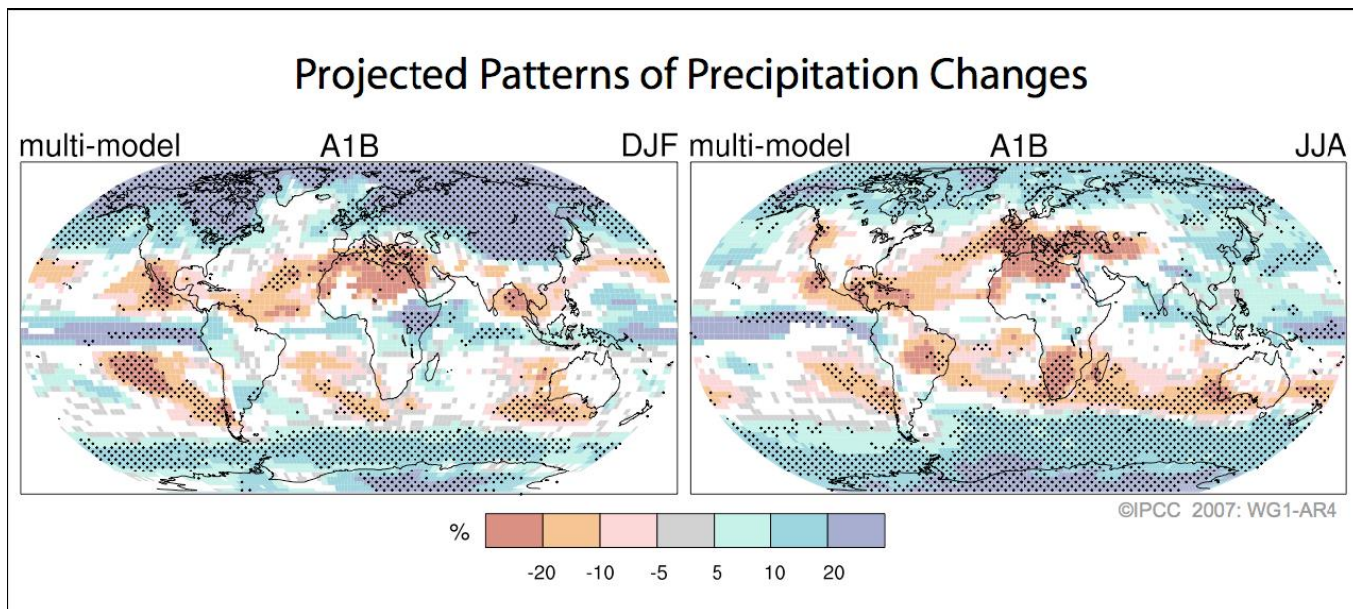 Projected Patterns of Precipitation Changes
multi-model A1B DJF multi-model A1B JJA
©IPCC 2007: WG1-AR4
%
-20 -10 -5 5 10 20